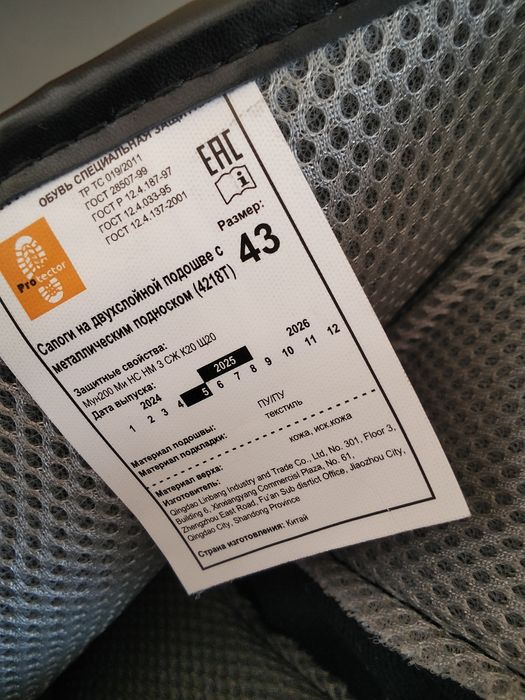 ОБУВЬ СПЕЦИАЛЬНАЯ
ТР ТС 019/2011
ГОСТ 28507-99
ГОСТ Р 12.4.187-97
ГОСТ 12.4.033-95
ГОСТ 12.4.137-2001
EAC
i
Protector
Размер:
43
Сапоги на двухслойной подошве с
металлическим подноском (4218Т)
Защитные свойства:
Мун200 Ми НС НМ З СЖ К20 Щ20
Дата выпуска:
2024 2025 2026
1 2 3 4 5 6 7 8 9 10 11 12
Материал подошвы: ПУ/ПУ
Материал подкладки: текстиль
Материал верха: кожа, иск.кожа
Изготовитель:
Qingdao Linbang Industry and Trade Co., Ltd, No. 301, Floor 3,
Building 6, Xinxiangyang Commercisl Plaza, No. 61,
Zhengzhou East Road, Fu'an Sub disrtict Office, Jiaozhou City,
Qingdao City, Shandong Province
Страна изготовления: Китай